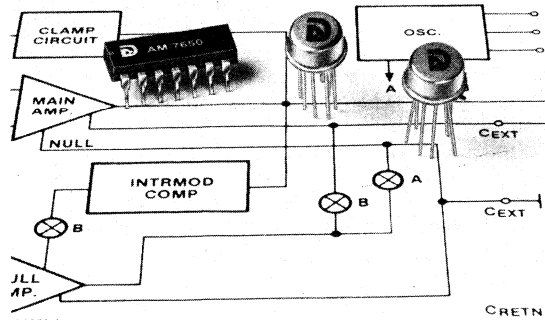 CLAMP
CIRCUIT
AM-7650
OSC.
A
MAIN
AMP.
NULL
CEXT
INTRMOD
COMP
B
B
A
CEXT
CRETN